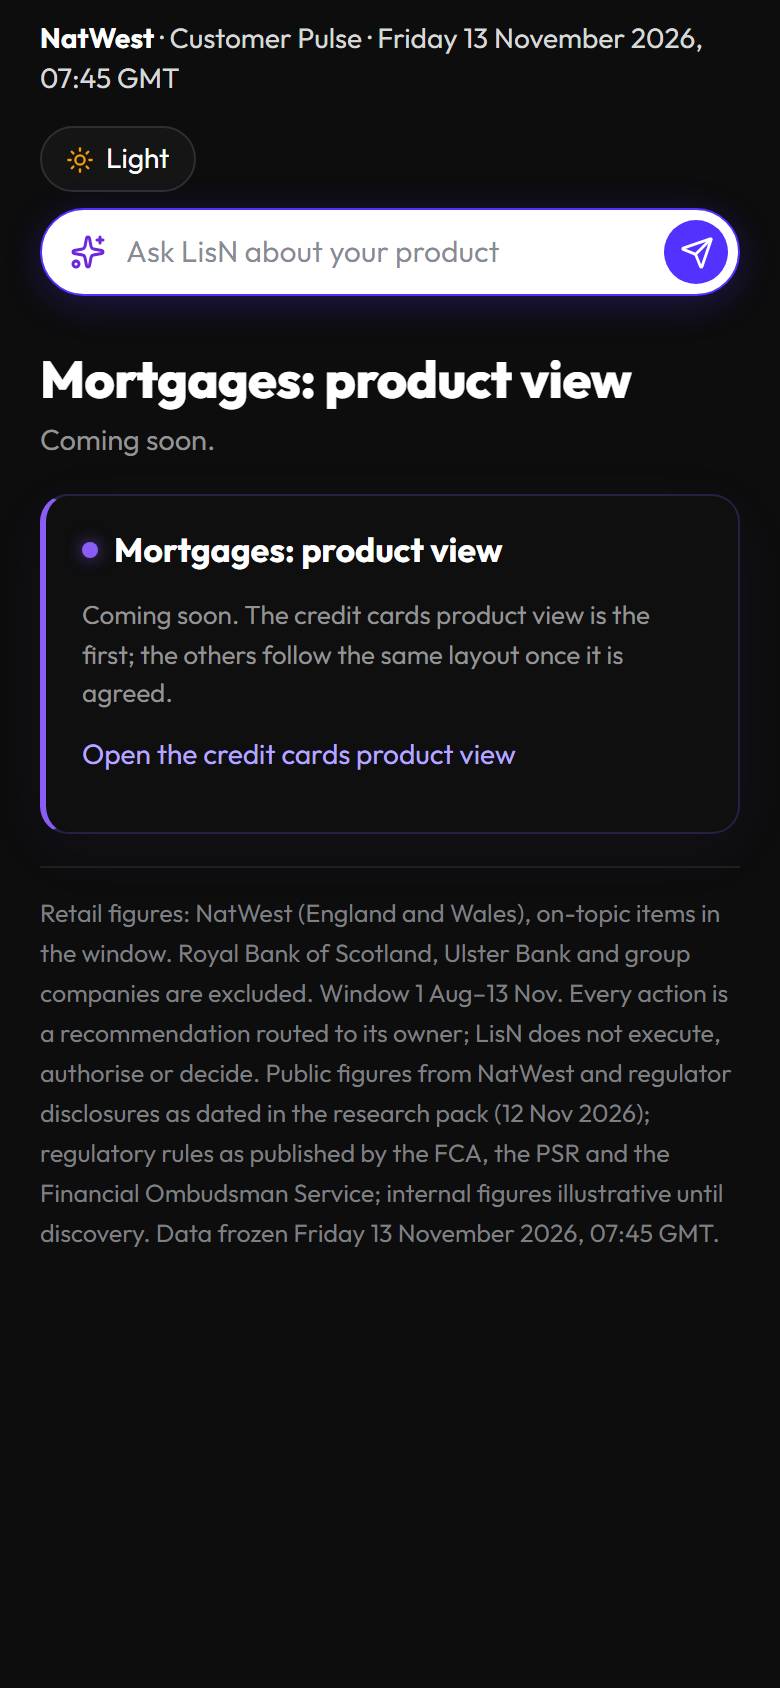 NatWest · Customer Pulse · Friday 13 November 2026,
07:45 GMT
Light
Ask LisN about your product
Mortgages: product view
Coming soon.
Mortgages: product view
Coming soon. The credit cards product view is the
first; the others follow the same layout once it is
agreed.
Open the credit cards product view
Retail figures: NatWest (England and Wales), on-topic items in
the window. Royal Bank of Scotland, Ulster Bank and group
companies are excluded. Window 1 Aug–13 Nov. Every action is
a recommendation routed to its owner; LisN does not execute,
authorise or decide. Public figures from NatWest and regulator
disclosures as dated in the research pack (12 Nov 2026);
regulatory rules as published by the FCA, the PSR and the
Financial Ombudsman Service; internal figures illustrative until
discovery. Data frozen Friday 13 November 2026, 07:45 GMT.